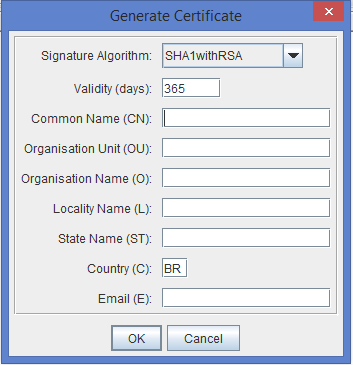 Generate Certificate
Signature Algorithm: SHA1withRSA
Validity (days): 365
Common Name (CN):
Organisation Unit (OU):
Organisation Name (O):
Locality Name (L):
State Name (ST):
Country (C): BR
Email (E):
OK Cancel